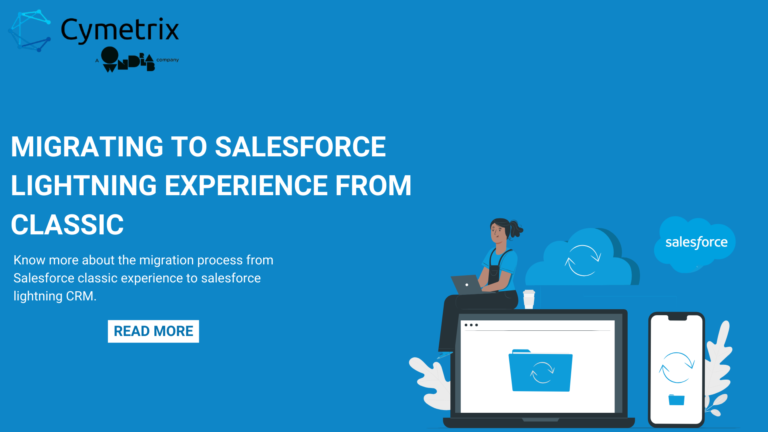 Cymetrix
A OWNDLAB company
MIGRATING TO SALESFORCE
LIGHTNING EXPERIENCE FROM
CLASSIC
Know more about the migration process from
Salesforce classic experience to salesforce
lightning CRM.
READ MORE
salesforce